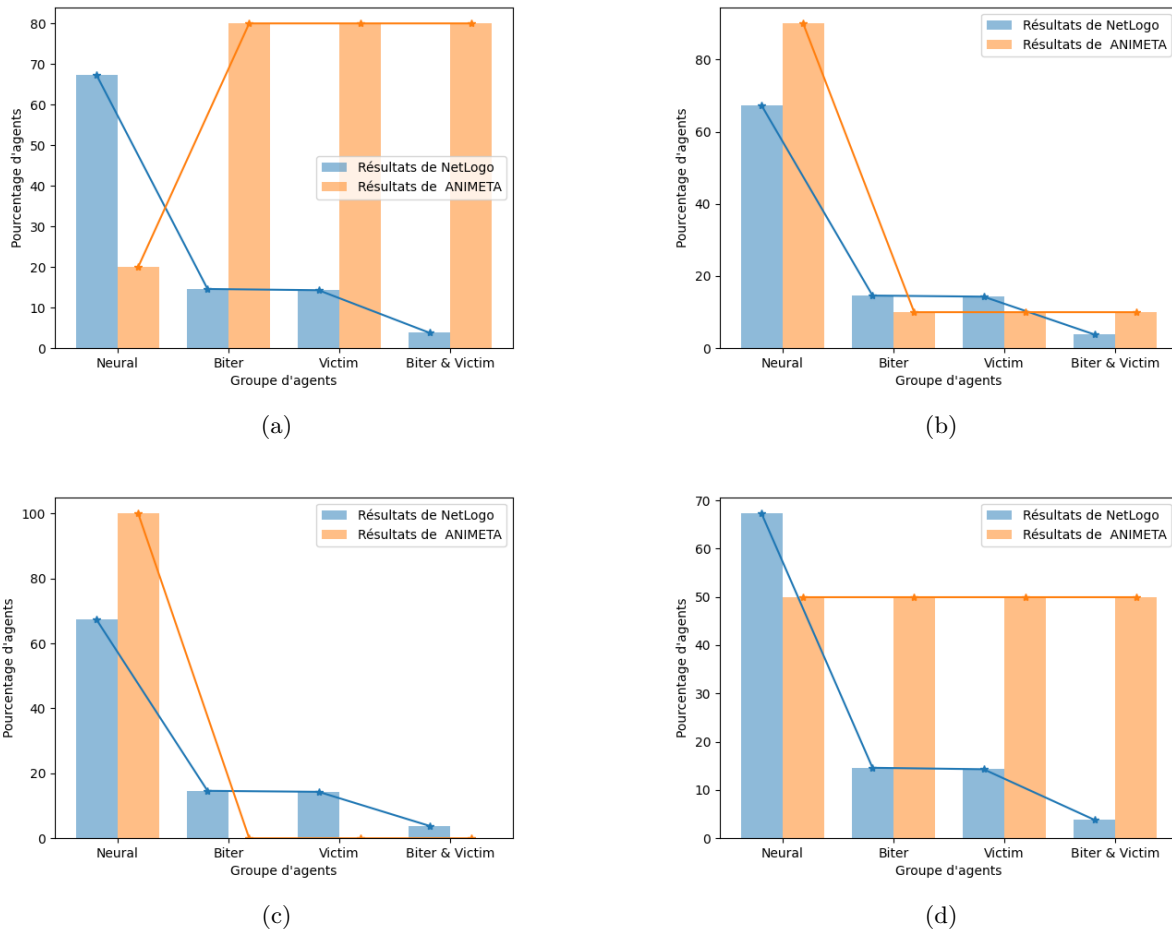 80
70
60
50
40
30
20
10
0
Pourcentage d'agents
Résultats de NetLogo
Résultats de ANIMETA
Neural Biter Victim Biter & Victim
Groupe d'agents
(a)
80
60
40
20
0
Pourcentage d'agents
Résultats de NetLogo
Résultats de ANIMETA
Neural Biter Victim Biter & Victim
Groupe d'agents
(b)
100
80
60
40
20
0
Pourcentage d'agents
Résultats de NetLogo
Résultats de ANIMETA
Neural Biter Victim Biter & Victim
Groupe d'agents
(c)
70
60
50
40
30
20
10
0
Pourcentage d'agents
Résultats de NetLogo
Résultats de ANIMETA
Neural Biter Victim Biter & Victim
Groupe d'agents
(d)